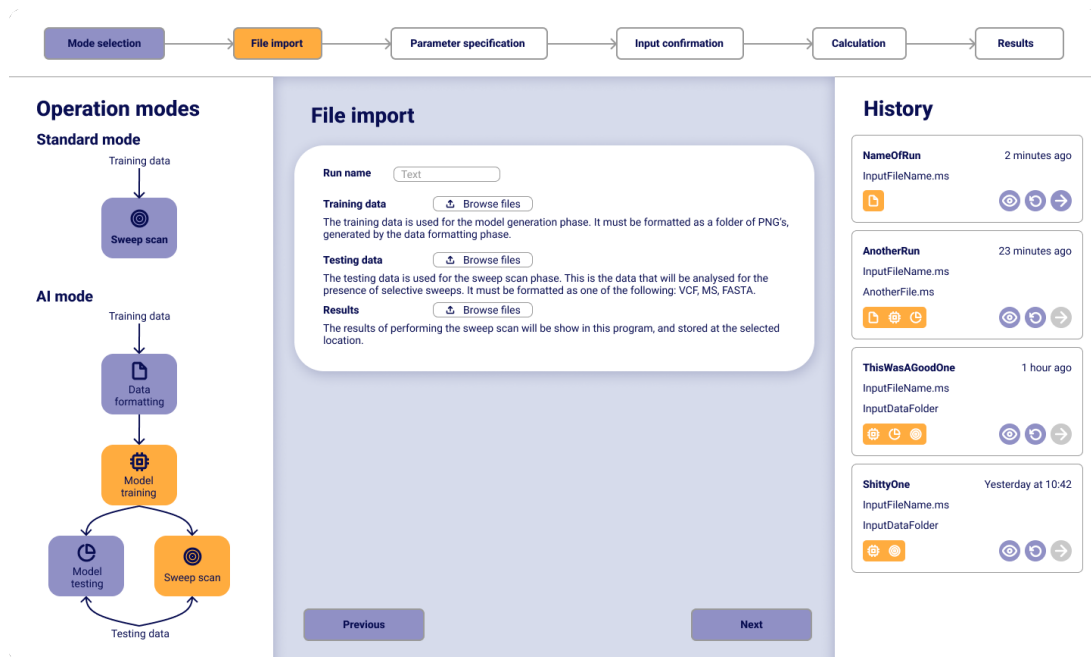 Mode selection
File import
Parameter specification
Input confirmation
Calculation
Results
Operation modes
Standard mode
Training data
Sweep scan
AI mode
Training data
Data
formatting
Model
training
Model
testing
Sweep scan
Testing data
File import
Run name
Text
Training data
Browse files
The training data is used for the model generation phase. It must be formatted as a folder of PNG's,
generated by the data formatting phase.
Testing data
Browse files
The testing data is used for the sweep scan phase. This is the data that will be analysed for the
presence of selective sweeps. It must be formatted as one of the following: VCF, MS, FASTA.
Results
Browse files
The results of performing the sweep scan will be show in this program, and stored at the selected
location.
Previous
Next
History
NameOfRun
2 minutes ago
InputFileName.ms
AnotherRun
23 minutes ago
InputFileName.ms
AnotherFile.ms
ThisWasAGoodOne
1 hour ago
InputFileName.ms
InputDataFolder
ShittyOne
Yesterday at 10:42
InputFileName.ms
InputDataFolder